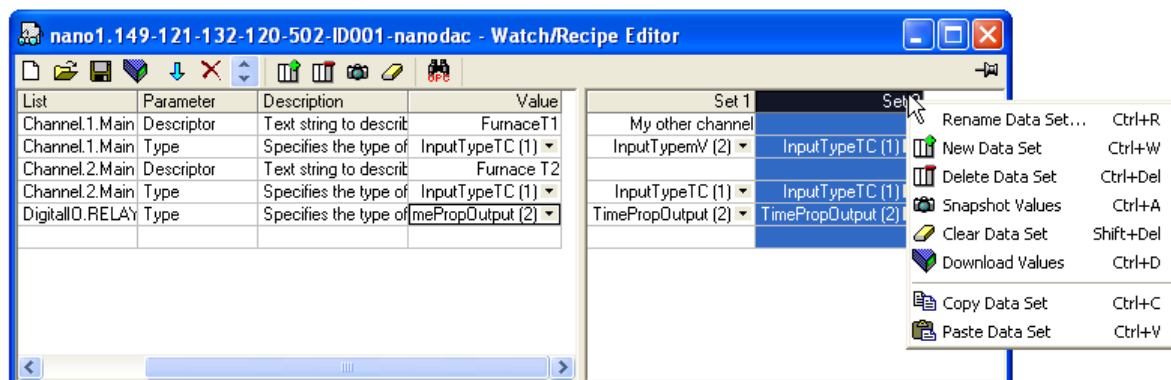 nano1.149-121-132-120-502-ID001-nanodac - Watch/Recipe Editor
OPC
List Parameter Description Value Set 1 Set
Channel.1.Main Descriptor Text string to describ FurnaceT1 My other channel
Channel.1.Main Type Specifies the type of InputTypeTC (1) InputTypemV (2) InputTypeTC (1)
Channel.2.Main Descriptor Text string to describ Furnace T2
Channel.2.Main Type Specifies the type of InputTypeTC (1) InputTypeTC (1) InputTypeTC (1)
DigitalIO.RELAY Type Specifies the type of mePropOutput (2) TimePropOutput (2) TimePropOutput (2)
Rename Data Set... Ctrl+R
New Data Set Ctrl+W
Delete Data Set Ctrl+Del
Snapshot Values Ctrl+A
Clear Data Set Shift+Del
Download Values Ctrl+D
Copy Data Set Ctrl+C
Paste Data Set Ctrl+V